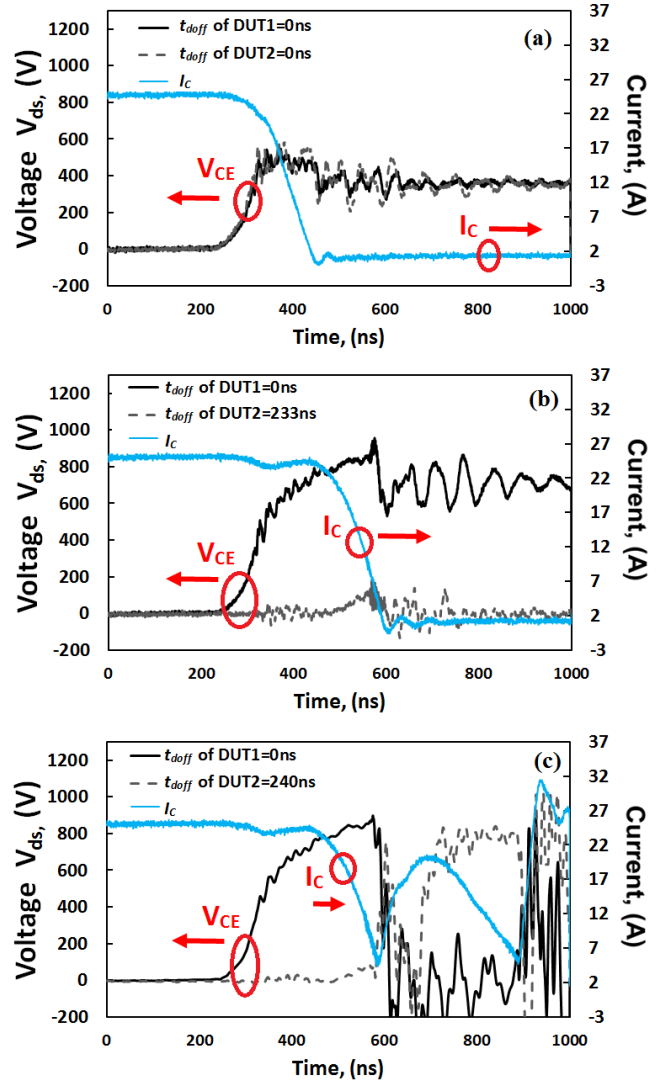 (a)
t_doff of DUT1=0ns
t_doff of DUT2=0ns
I_C
Voltage V_ds, (V)
1200
1000
800
600
400
200
0
-200
V_CE
I_C
37
32
27
22
17
12
7
2
-3
Current, (A)
0
200
400
600
800
1000
Time, (ns)
(b)
t_doff of DUT1=0ns
t_doff of DUT2=233ns
I_C
Voltage V_ds, (V)
1200
1000
800
600
400
200
0
-200
V_CE
I_C
37
32
27
22
17
12
7
2
-3
Current, (A)
0
200
400
600
800
1000
Time, (ns)
(c)
t_doff of DUT1=0ns
t_doff of DUT2=240ns
I_C
Voltage V_ds, (V)
1200
1000
800
600
400
200
0
-200
V_CE
I_C
37
32
27
22
17
12
7
2
-3
Current, (A)
0
200
400
600
800
1000
Time, (ns)